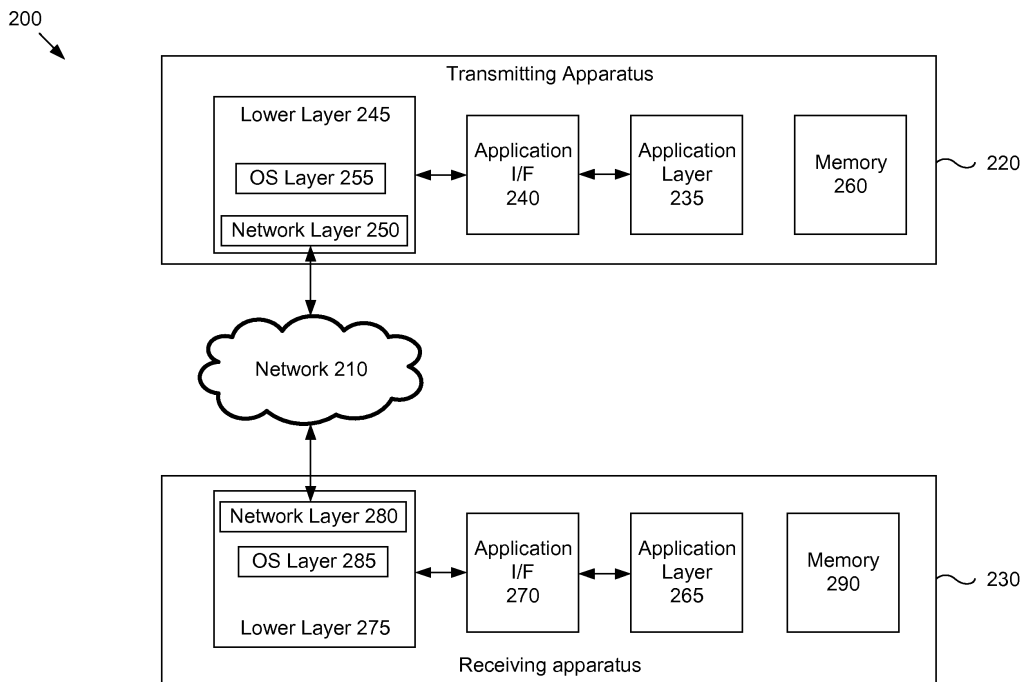 200
Transmitting Apparatus
Lower Layer 245
OS Layer 255
Network Layer 250
Application
I/F
240
Application
Layer
235
Memory
260
220
Network 210
Network Layer 280
OS Layer 285
Lower Layer 275
Application
I/F
270
Application
Layer
265
Memory
290
230
Receiving apparatus